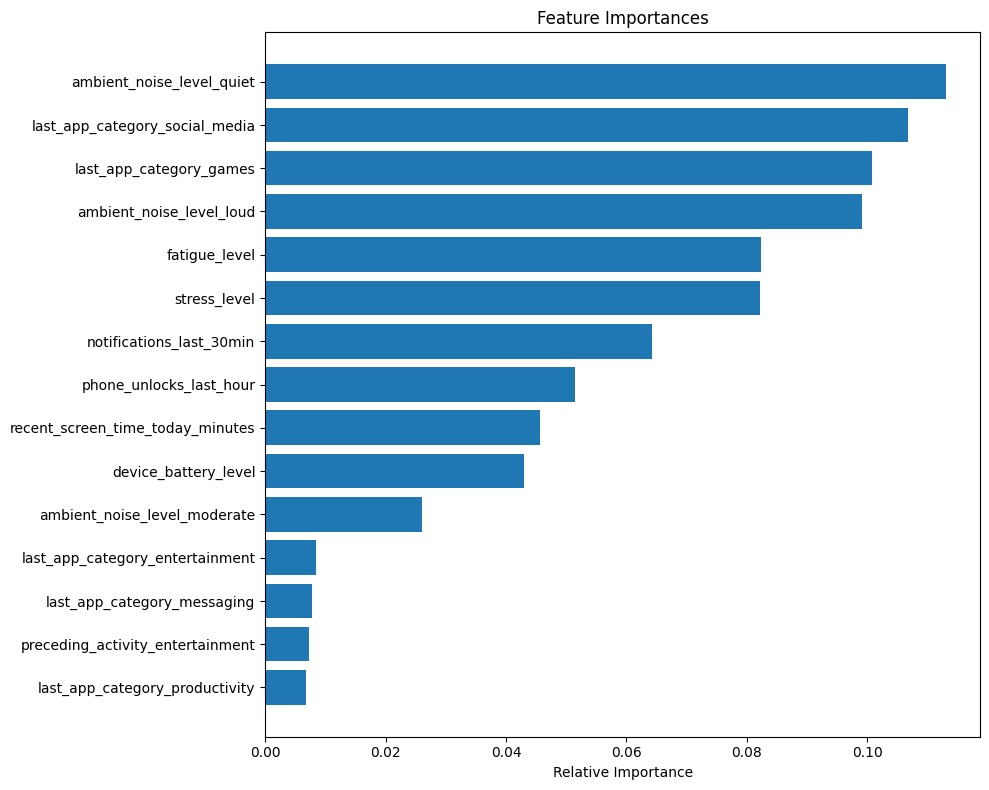 Feature Importances
ambient_noise_level_quiet
last_app_category_social_media
last_app_category_games
ambient_noise_level_loud
fatigue_level
stress_level
notifications_last_30min
phone_unlocks_last_hour
recent_screen_time_today_minutes
device_battery_level
ambient_noise_level_moderate
last_app_category_entertainment
last_app_category_messaging
preceding_activity_entertainment
last_app_category_productivity
0.00 0.02 0.04 0.06 0.08 0.10
Relative Importance